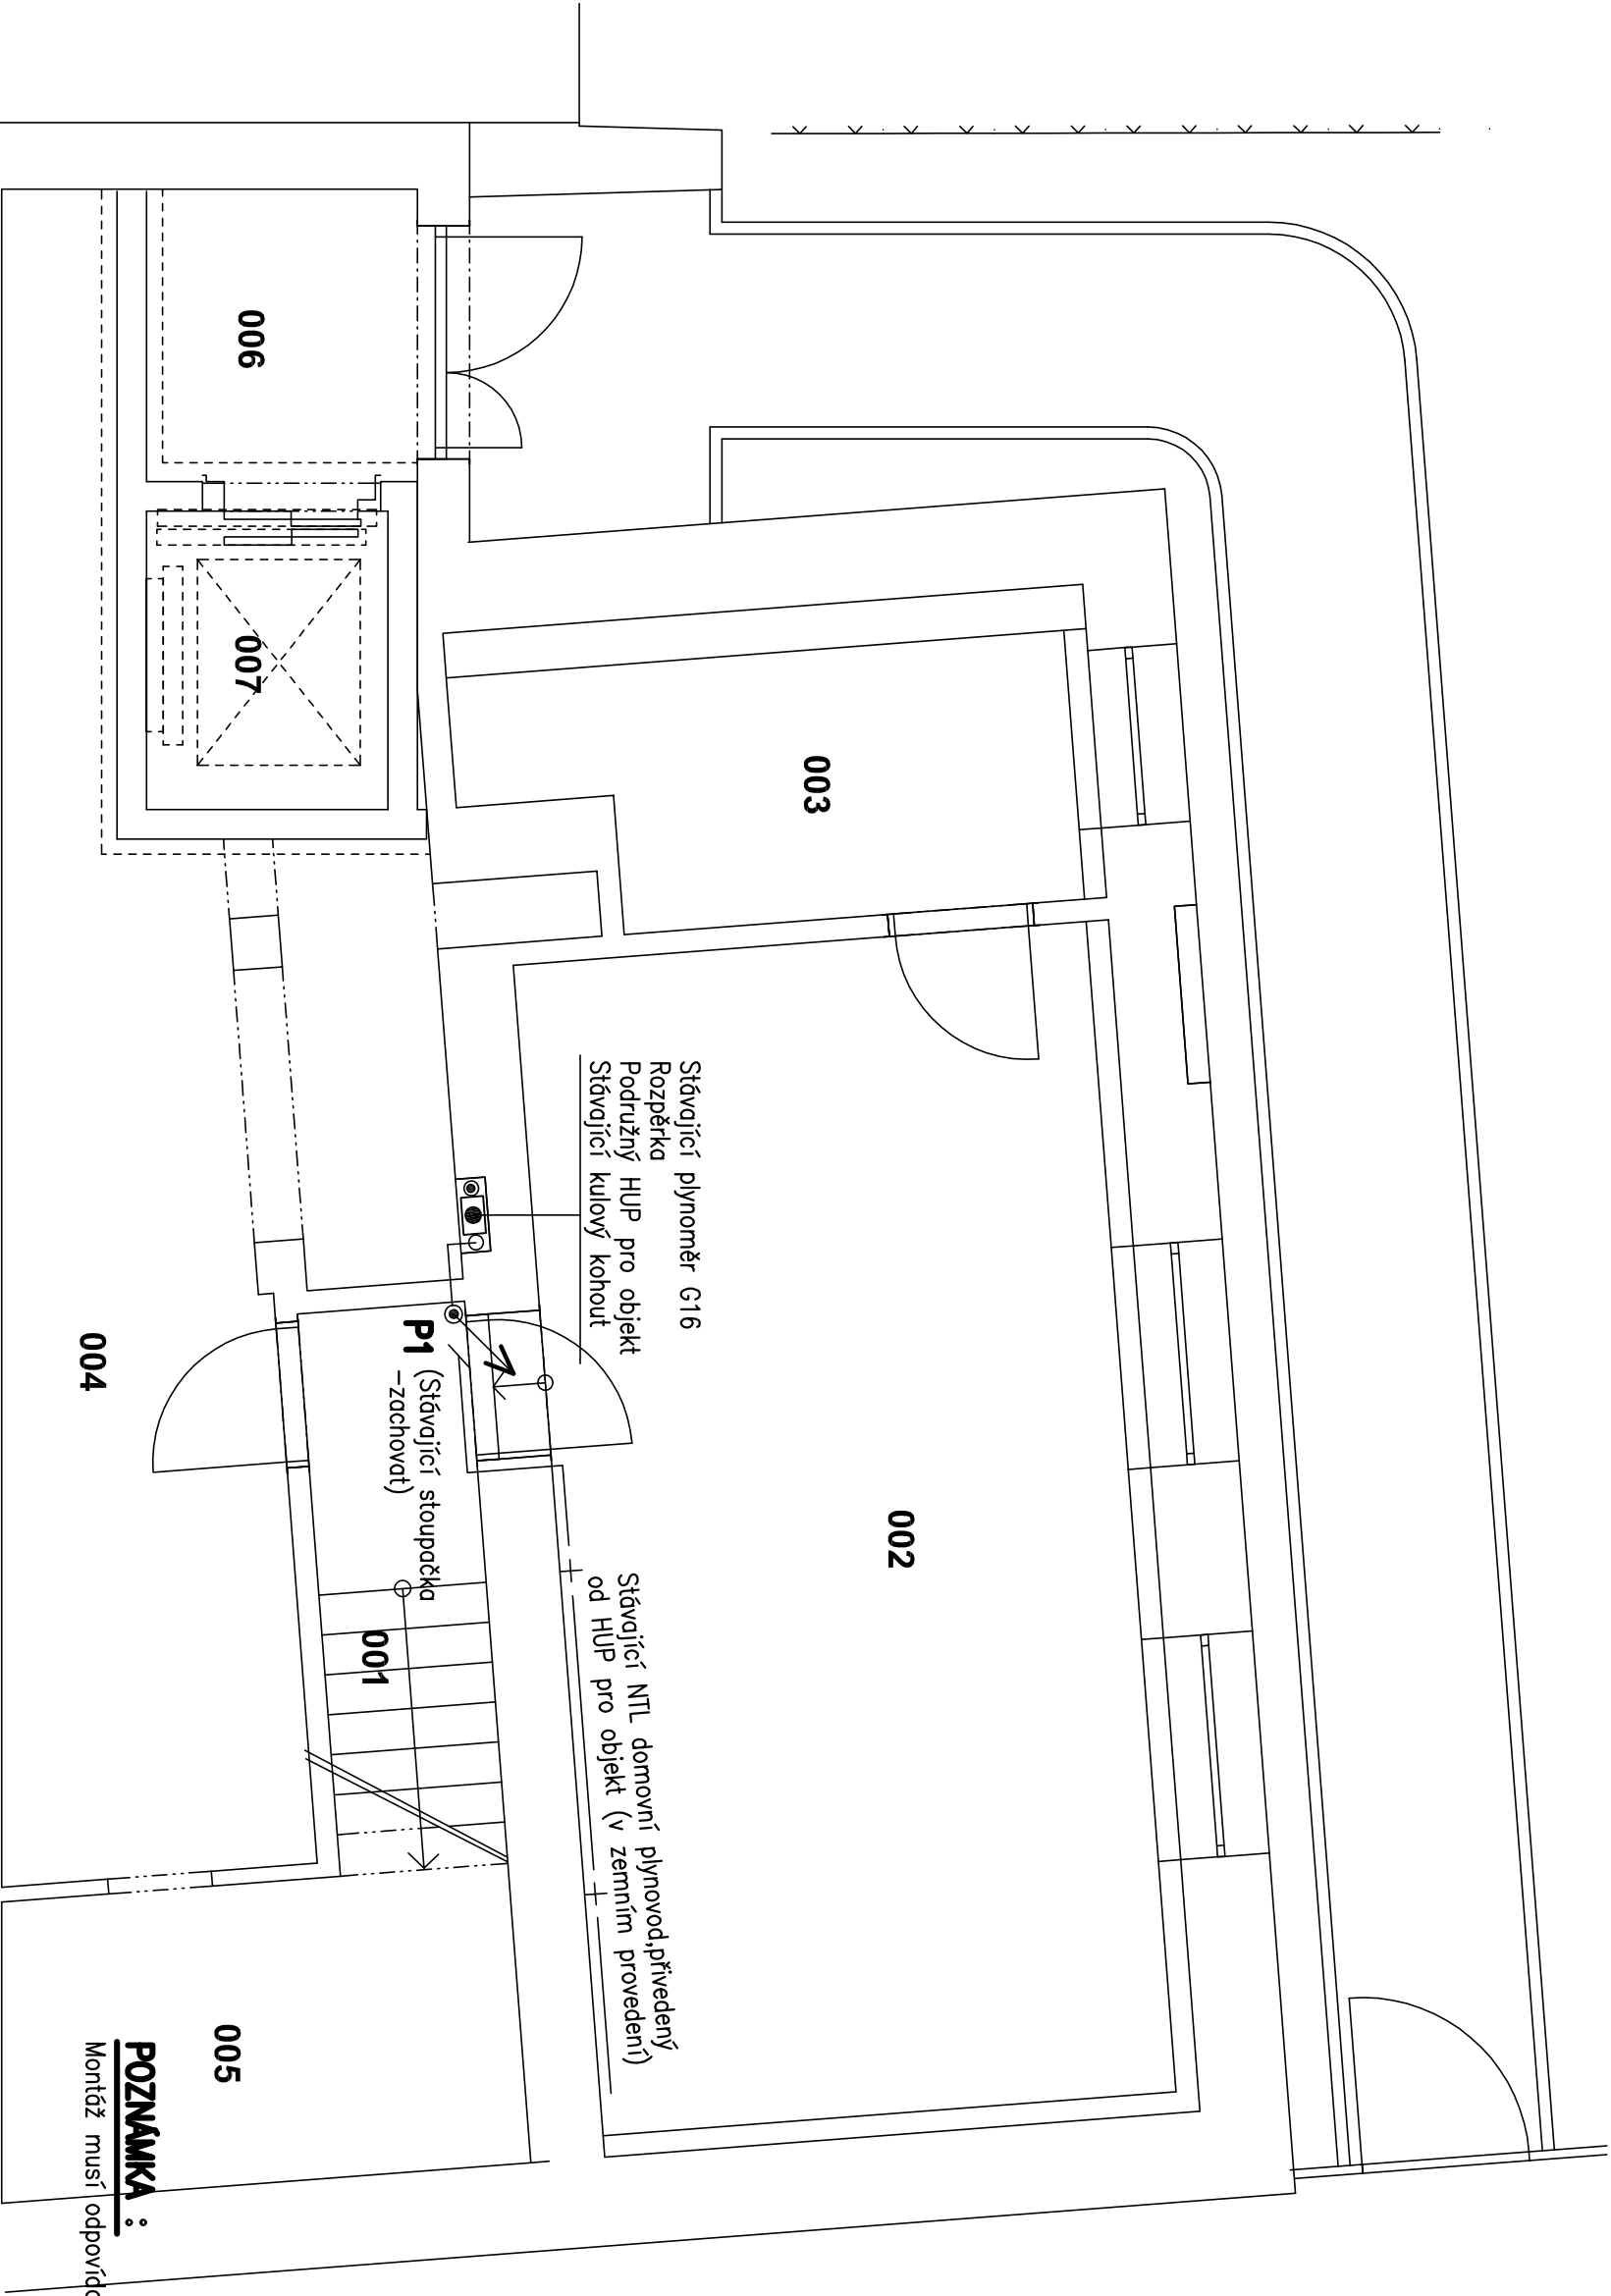 006
007
003
Stávající plynoměr G16
Rozpěrka
Podružný HUP pro objekt
Stávající kulový kohout
004
P1 (Stávající stoupačka
-zachovat)
002
001
Stávající NTL domovní plynovod,přivedený
od HUP pro objekt (v zemním provedení)
005
POZNÁMKA :
Montáž musí